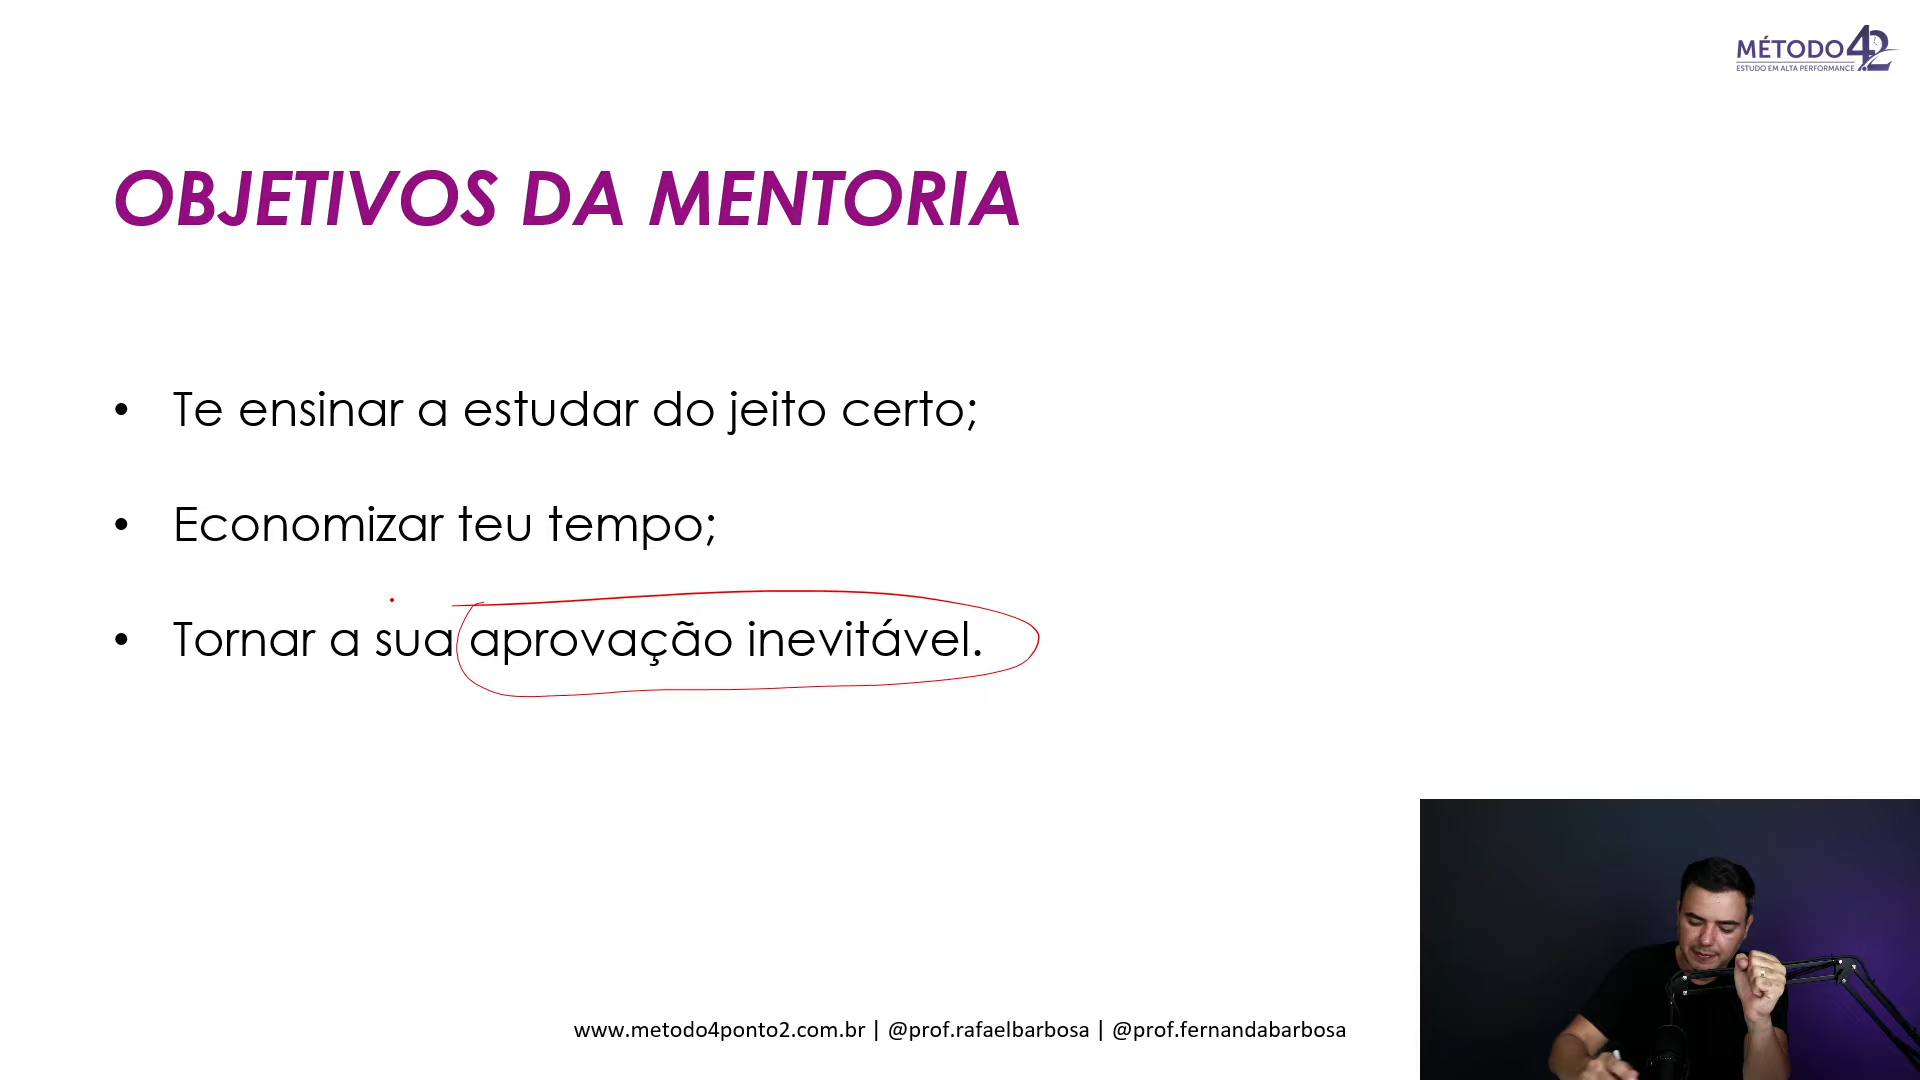 MÉTODO 4.2
ESTUDO EM ALTA PERFORMANCE
OBJETIVOS DA MENTORIA
• Te ensinar a estudar do jeito certo;
• Economizar teu tempo;
• Tornar a sua aprovação inevitável.
www.metodo4ponto2.com.br | @prof.rafaelbarbosa | @prof.fernandabarbosa